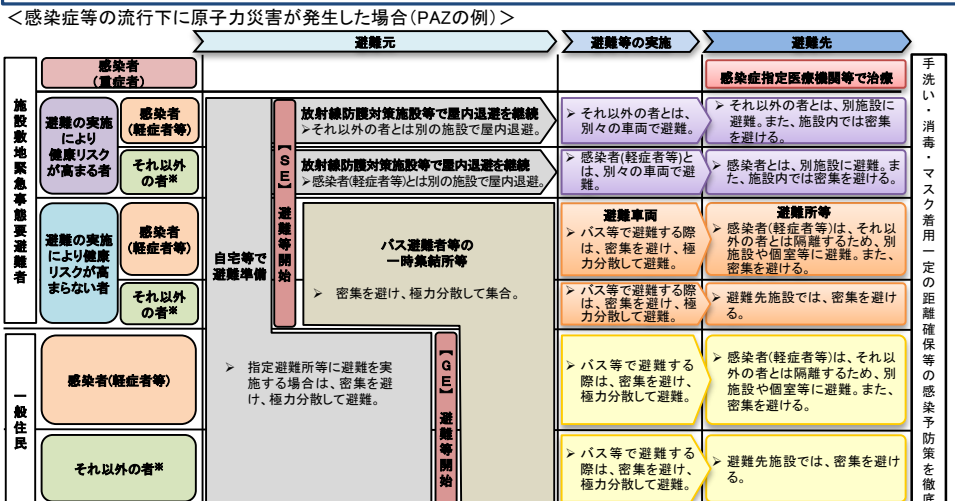 ＜感染症等の流行下に原子力災害が発生した場合(PAZの例)＞
避難元
避難等の実施
避難先
感染者
(重症者)
感染症指定医療機関等で治療
施設敷地緊急事態要避難者
避難の実施
により
健康リスク
が高まる者
感染者
(軽症者等)
放射線防護対策施設等で屋内退避を継続
➢それ以外の者とは別の施設で屋内退避。
➢ それ以外の者とは、
別々の車両で避難。
➢ それ以外の者とは、別施設に
避難。また、施設内では密集
を避ける。
それ以外
の者※
放射線防護対策施設等で屋内退避を継続
➢感染者(軽症者等)とは別の施設で屋内退避。
➢ 感染者(軽症者等)と
は、別々の車両で避
難。
➢ 感染者とは、別施設に避難。ま
た、施設内では密集を避ける。
避難の実施
により健康
リスクが高
まらない者
感染者
(軽症者等)
自宅等で
避難準備
【SE】 避難等開始
バス避難者等の
一時集結所等
➢ 密集を避け、極力分散して集合。
避難車両
➢ バス等で避難する際
は、密集を避け、極
力分散して避難。
避難所等
➢ 感染者(軽症者等)は、それ以
外の者とは隔離するため、別
施設や個室等に避難。また、
密集を避ける。
それ以外
の者※
➢ バス等で避難する際
は、密集を避け、極
力分散して避難。
➢ 避難先施設では、密集を避け
る。
一般住民
感染者(軽症者等)
➢ 指定避難所等に避難を実
施する場合は、密集を避
け、極力分散して避難。
【GE】 避難等開始
➢ バス等で避難する
際は、密集を避け、
極力分散して避難。
➢ 感染者(軽症者等)は、それ以
外の者とは隔離するため、別
施設や個室等に避難。また、
密集を避ける。
それ以外の者※
➢ バス等で避難する
際は、密集を避け、
極力分散して避難。
➢ 避難先施設では、密集を避け
る。
手洗い・消毒・マスク着用一定の距離確保等の感染予防策を徹底